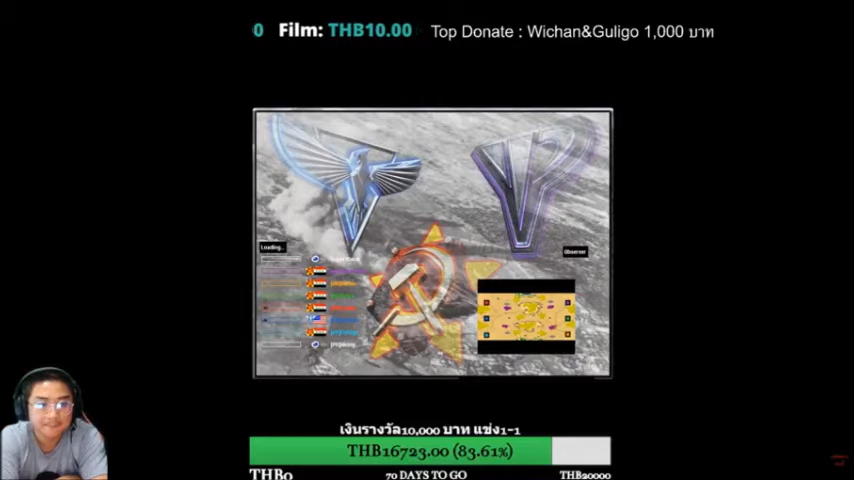 0 Film: THB10.00 Top Donate : Wichan&Guligo 1,000 บาท
Loading...
Observer
เงินรางวัล10,000 บาท แข่ง1-1
THB16723.00 (83.61%)
THB0 70 DAYS TO GO THB20000